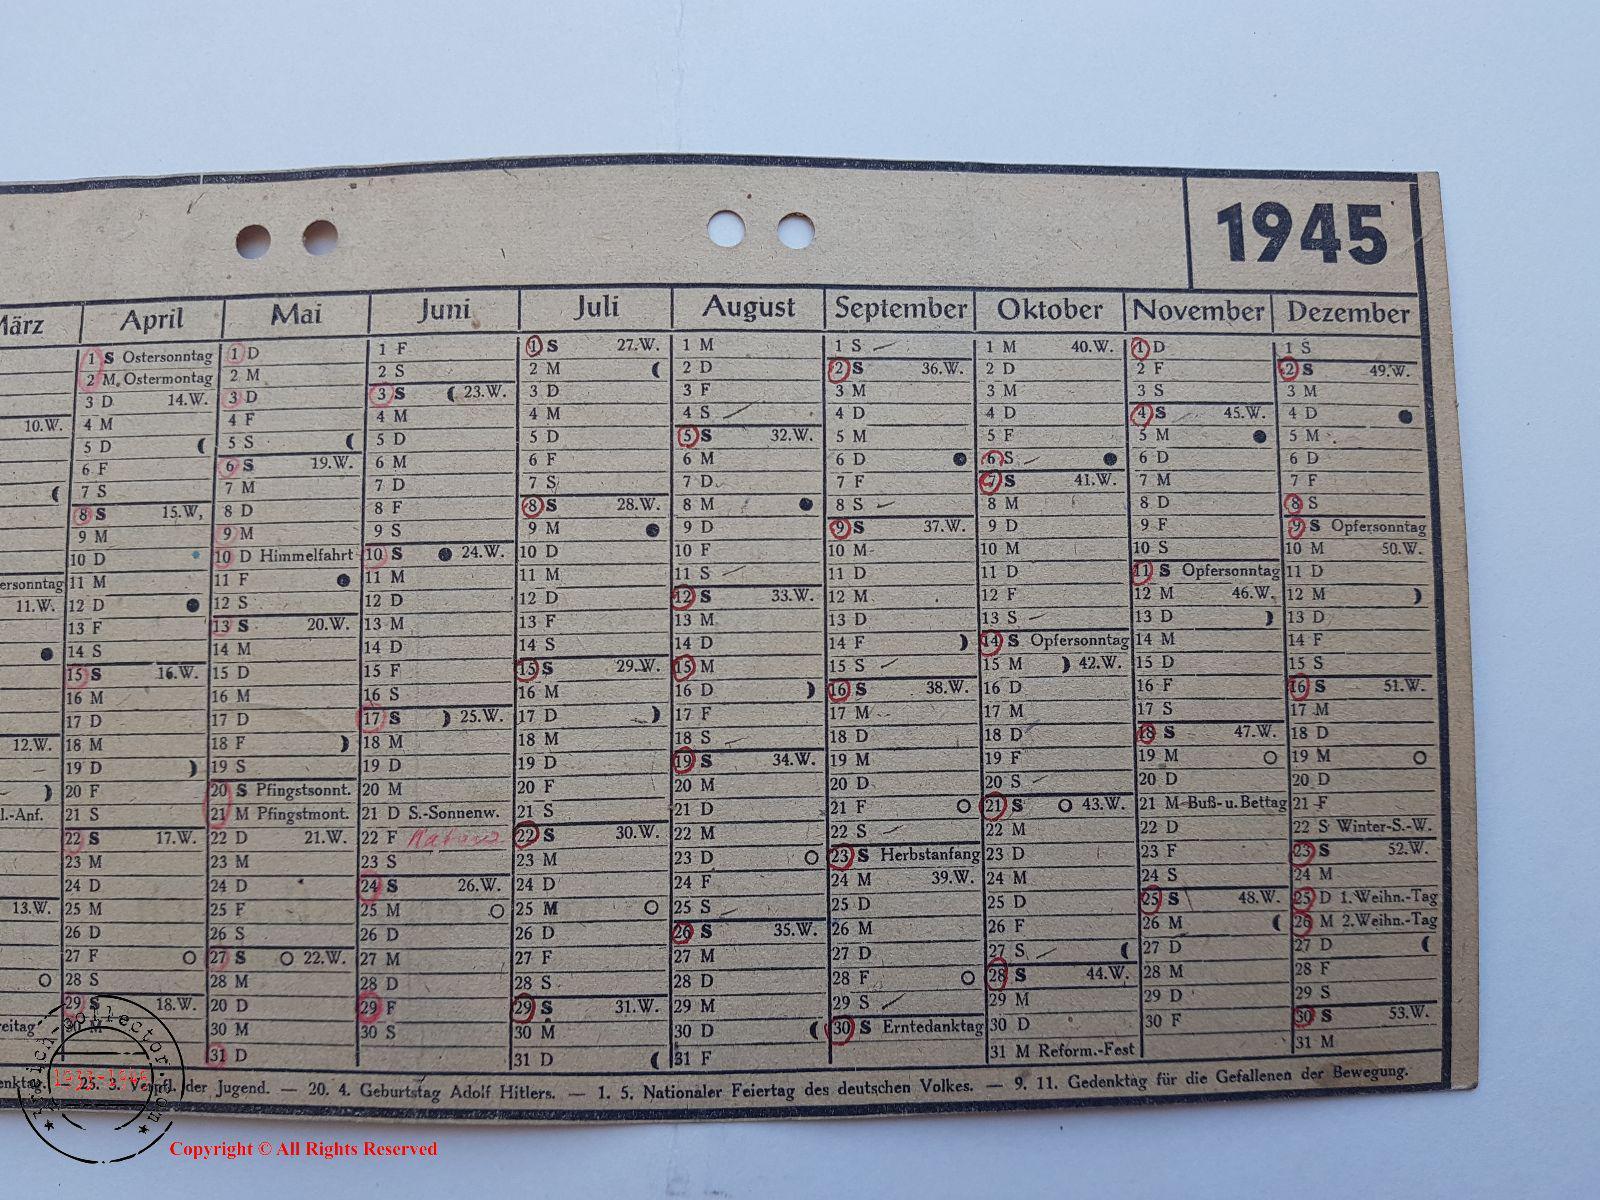 1945
März
10.W.
ersonntag
11.W.
12.W.
l.-Anf.
13.W.
April
1 S Ostersonntag
2 M. Ostermontag
3 D 14.W.
4 M
5 D
6 F
7 S
8 S 15.W,
9 M
10 D
11 M
12 D
13 F
14 S
15 S 16.W.
16 M
17 D
18 M
19 D
20 F
21 S
22 S 17.W.
23 M
24 D
25 M
26 D
27 F
28 S
29 S 18.W.
30 M
Mai
1 D
2 M
3 D
4 F
5 S
6 S 19.W.
7 M
8 D
9 M
10 D Himmelfahrt
11 F
12 S
13 S 20.W.
14 M
15 D
16 M
17 D
18 F
19 S
20 S Pfingstsonnt.
21 M Pfingstmont.
22 D 21.W.
23 M
24 D
25 F
26 S
27 S 22.W.
28 M
20 D
30 M
31 D
Juni
1 F
2 S
3 S 23.W.
4 M
5 D
6 M
7 D
8 F
9 S
10 S 24.W.
11 M
12 D
13 M
14 D
15 F
16 S
17 S 25.W.
18 M
19 D
20 M
21 D S.-Sonnenw.
22 F
23 S
24 S 26.W.
25 M
26 D
27 M
28 D
29 F
30 S
Juli
1 S 27.W.
2 M
3 D
4 M
5 D
6 F
7 S
8 S 28.W.
9 M
10 D
11 M
12 D
13 F
14 S
15 S 29.W.
16 M
17 D
18 M
19 D
20 F
21 S
22 S 30.W.
23 M
24 D
25 M
26 D
27 F
28 S
29 S 31.W.
30 M
31 D
August
1 M
2 D
3 F
4 S
5 S 32.W.
6 M
7 D
8 M
9 D
10 F
11 S
12 S 33.W.
13 M
14 D
15 M
16 D
17 F
18 S
19 S 34.W.
20 M
21 D
22 M
23 D
24 F
25 S
26 S 35.W.
27 M
28 D
29 M
30 D
31 F
September
1 S
2 S 36.W.
3 M
4 D
5 M
6 D
7 F
8 S
9 S 37.W.
10 M
11 D
12 M
13 D
14 F
15 S
16 S 38.W.
17 M
18 D
19 M
20 D
21 F
22 S
23 S Herbstanfang
24 M 39.W.
25 D
26 M
27 D
28 F
29 S
30 S Erntedanktag
Oktober
1 M 40.W.
2 D
3 M
4 D
5 F
6 S
7 S 41.W.
8 M
9 D
10 M
11 D
12 F
13 S
14 S Opfersonntag
15 M 42.W.
16 D
17 M
18 D
19 F
20 S
21 S 43.W.
22 M
23 D
24 M
25 D
26 F
27 S
28 S 44.W.
29 M
30 D
31 M Reform.-Fest
November
1 D
2 F
3 S
4 S 45.W.
5 M
6 D
7 M
8 D
9 F
10 S
11 S Opfersonntag
12 M 46.W.
13 D
14 M
15 D
16 F
17 S
18 S 47.W.
19 M
20 D
21 M Buß- u. Bettag
22 D
23 F
24 S
25 S 48.W.
26 M
27 D
28 M
29 D
30 F
Dezember
1 S
2 S 49.W.
3 M
4 D
5 M
6 D
7 F
8 S
9 S Opfersonntag
10 M 50.W.
11 D
12 M
13 D
14 F
15 S
16 S 51.W.
17 M
18 D
19 M
20 D
21 F
22 S Winter-S.-W.
23 S 52.W.
24 M
25 D 1.Weihn.-Tag
26 M 2.Weihn.-Tag
27 D
28 F
29 S
30 S 53.W.
31 M
25. 3. Verpfl. der Jugend. — 20. 4. Geburtstag Adolf Hitlers. — 1. 5. Nationaler Feiertag des deutschen Volkes. — 9. 11. Gedenktag für die Gefallenen der Bewegung.
Copyright © All Rights Reserved